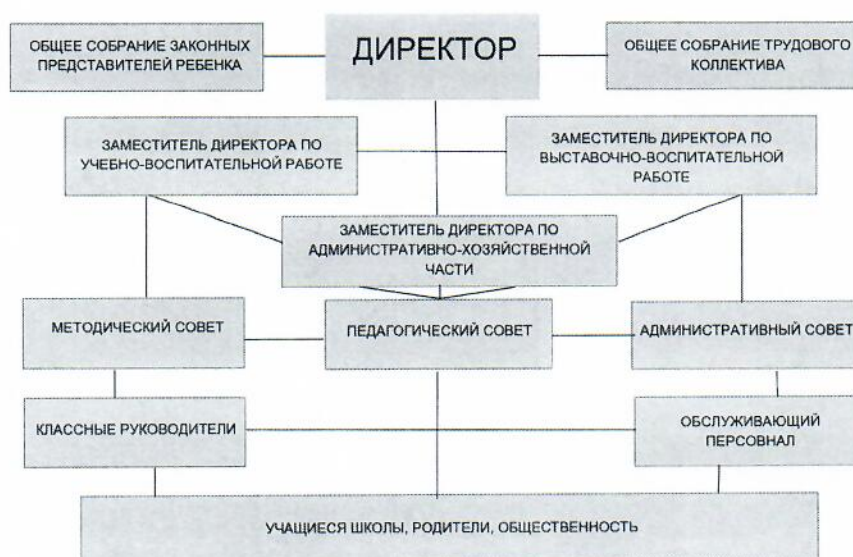 ОБЩЕЕ СОБРАНИЕ ЗАКОННЫХ
ПРЕДСТАВИТЕЛЕЙ РЕБЕНКА
ДИРЕКТОР
ОБЩЕЕ СОБРАНИЕ ТРУДОВОГО
КОЛЛЕКТИВА
ЗАМЕСТИТЕЛЬ ДИРЕКТОРА ПО
УЧЕБНО-ВОСПИТАТЕЛЬНОЙ РАБОТЕ
ЗАМЕСТИТЕЛЬ ДИРЕКТОРА ПО
ВЫСТАВОЧНО-ВОСПИТАТЕЛЬНОЙ
РАБОТЕ
ЗАМЕСТИТЕЛЬ ДИРЕКТОРА ПО
АДМИНИСТРАТИВНО-ХОЗЯЙСТВЕННОЙ
ЧАСТИ
МЕТОДИЧЕСКИЙ СОВЕТ
ПЕДАГОГИЧЕСКИЙ СОВЕТ
АДМИНИСТРАТИВНЫЙ СОВЕТ
КЛАССНЫЕ РУКОВОДИТЕЛИ
ОБСЛУЖИВАЮЩИЙ
ПЕРСОВНАЛ
УЧАЩИЕСЯ ШКОЛЫ, РОДИТЕЛИ, ОБЩЕСТВЕННОСТЬ